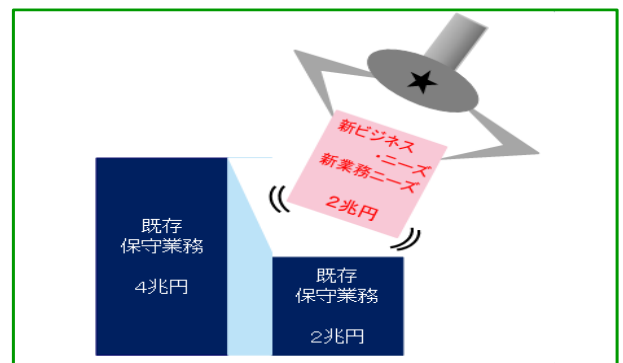 新ビジネス
・ニーズ
新業務ニーズ
2兆円
既存
保守業務
4兆円
既存
保守業務
2兆円